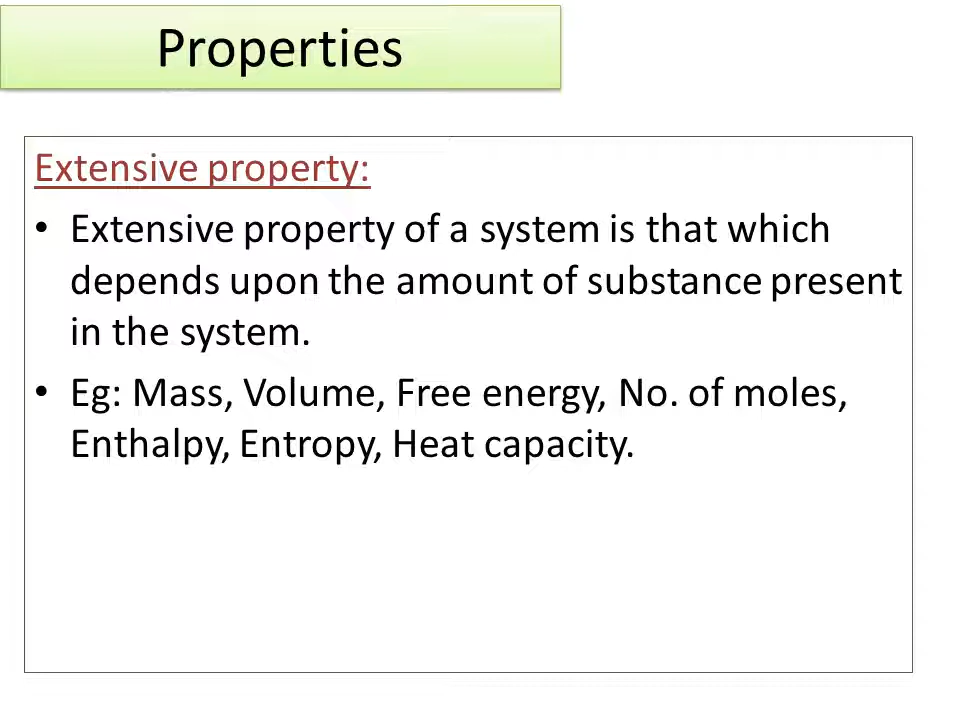 Properties
Extensive property:
• Extensive property of a system is that which
depends upon the amount of substance present
in the system.
• Eg: Mass, Volume, Free energy, No. of moles,
Enthalpy, Entropy, Heat capacity.